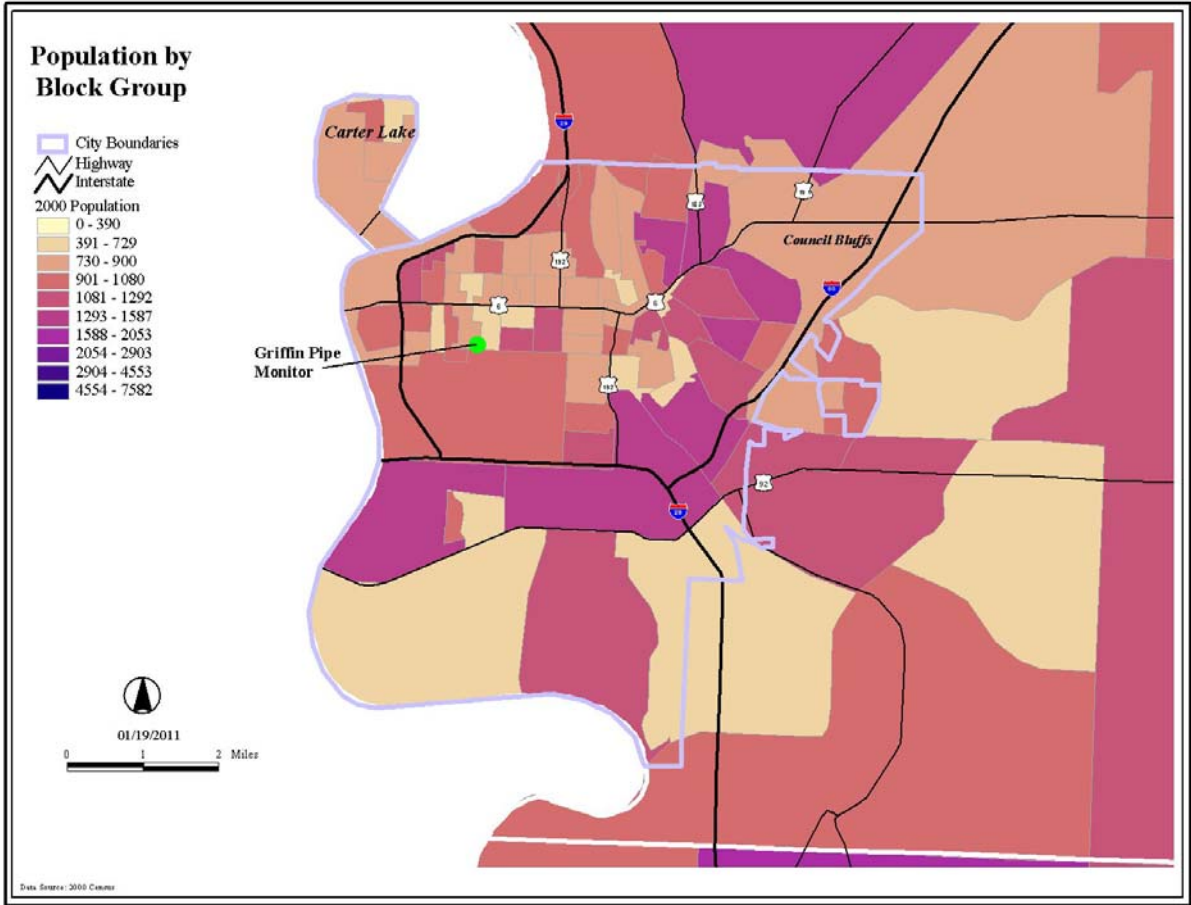 Population by
Block Group
City Boundaries
Highway
Interstate
2000 Population
0 - 390
391 - 729
730 - 900
901 - 1080
1081 - 1292
1293 - 1587
1588 - 2053
2054 - 2903
2904 - 4553
4554 - 7582
Carter Lake
29
192
6
Council Bluffs
80
6
Griffin Pipe
Monitor
192
92
29
01/19/2011
0 1 2 Miles
Data Source: 2000 Census